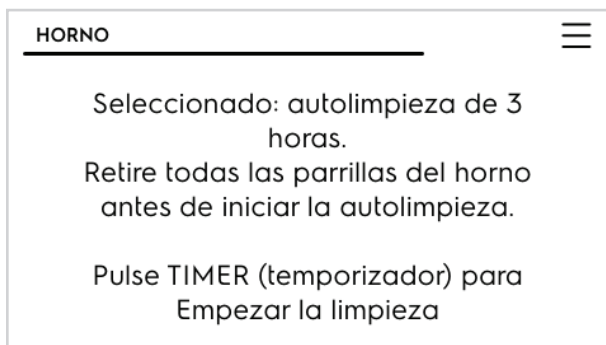 HORNO
Seleccionado: autolimpieza de 3
horas.
Retire todas las parrillas del horno
antes de iniciar la autolimpieza.
Pulse TIMER (temporizador) para
Empezar la limpieza